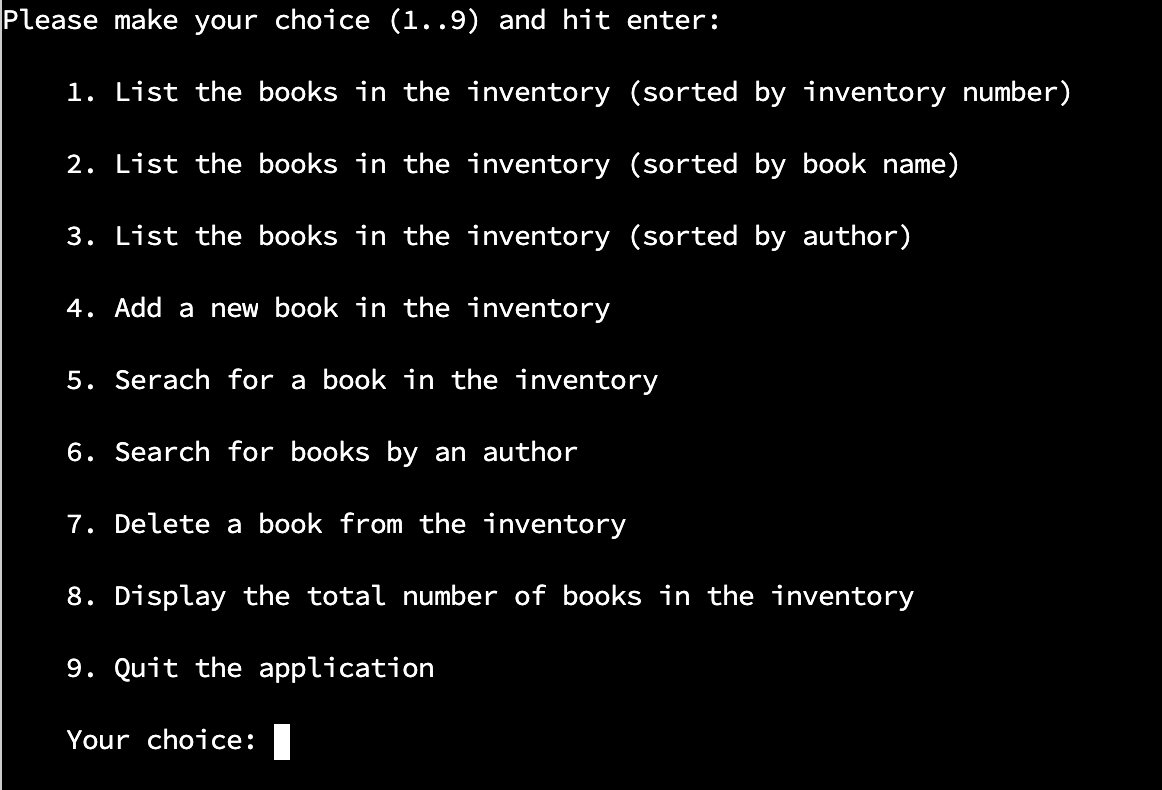 Please make your choice (1..9) and hit enter:
1. List the books in the inventory (sorted by inventory number)
2. List the books in the inventory (sorted by book name)
3. List the books in the inventory (sorted by author)
4. Add a new book in the inventory
5. Serach for a book in the inventory
6. Search for books by an author
7. Delete a book from the inventory
8. Display the total number of books in the inventory
9. Quit the application
Your choice: